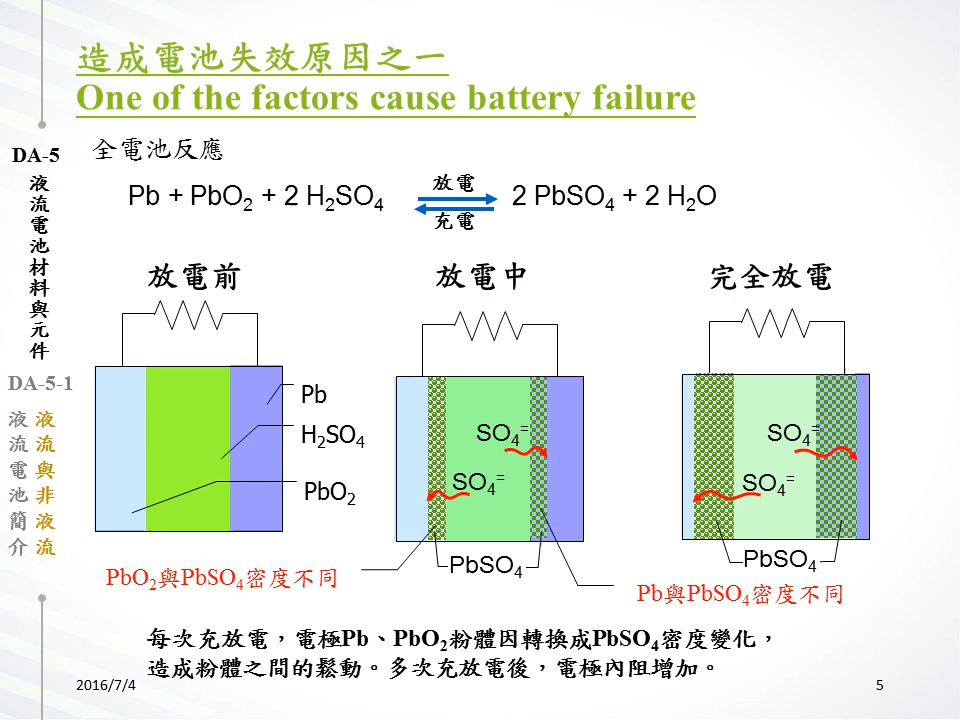 造成電池失效原因之一
One of the factors cause battery failure
DA-5
液流電池材料與元件
DA-5-1
液流電池簡介
液流與非液流
全電池反應
Pb + PbO₂ + 2 H₂SO₄
放電
充電
2 PbSO₄ + 2 H₂O
放電前
放電中
完全放電
Pb
H₂SO₄
PbO₂
SO₄⁼
SO₄⁼
PbSO₄
SO₄⁼
SO₄⁼
PbSO₄
PbO₂與PbSO₄密度不同
Pb與PbSO₄密度不同
每次充放電，電極Pb、PbO₂粉體因轉換成PbSO₄密度變化，
造成粉體之間的鬆動。多次充放電後，電極內阻增加。
2016/7/4
5